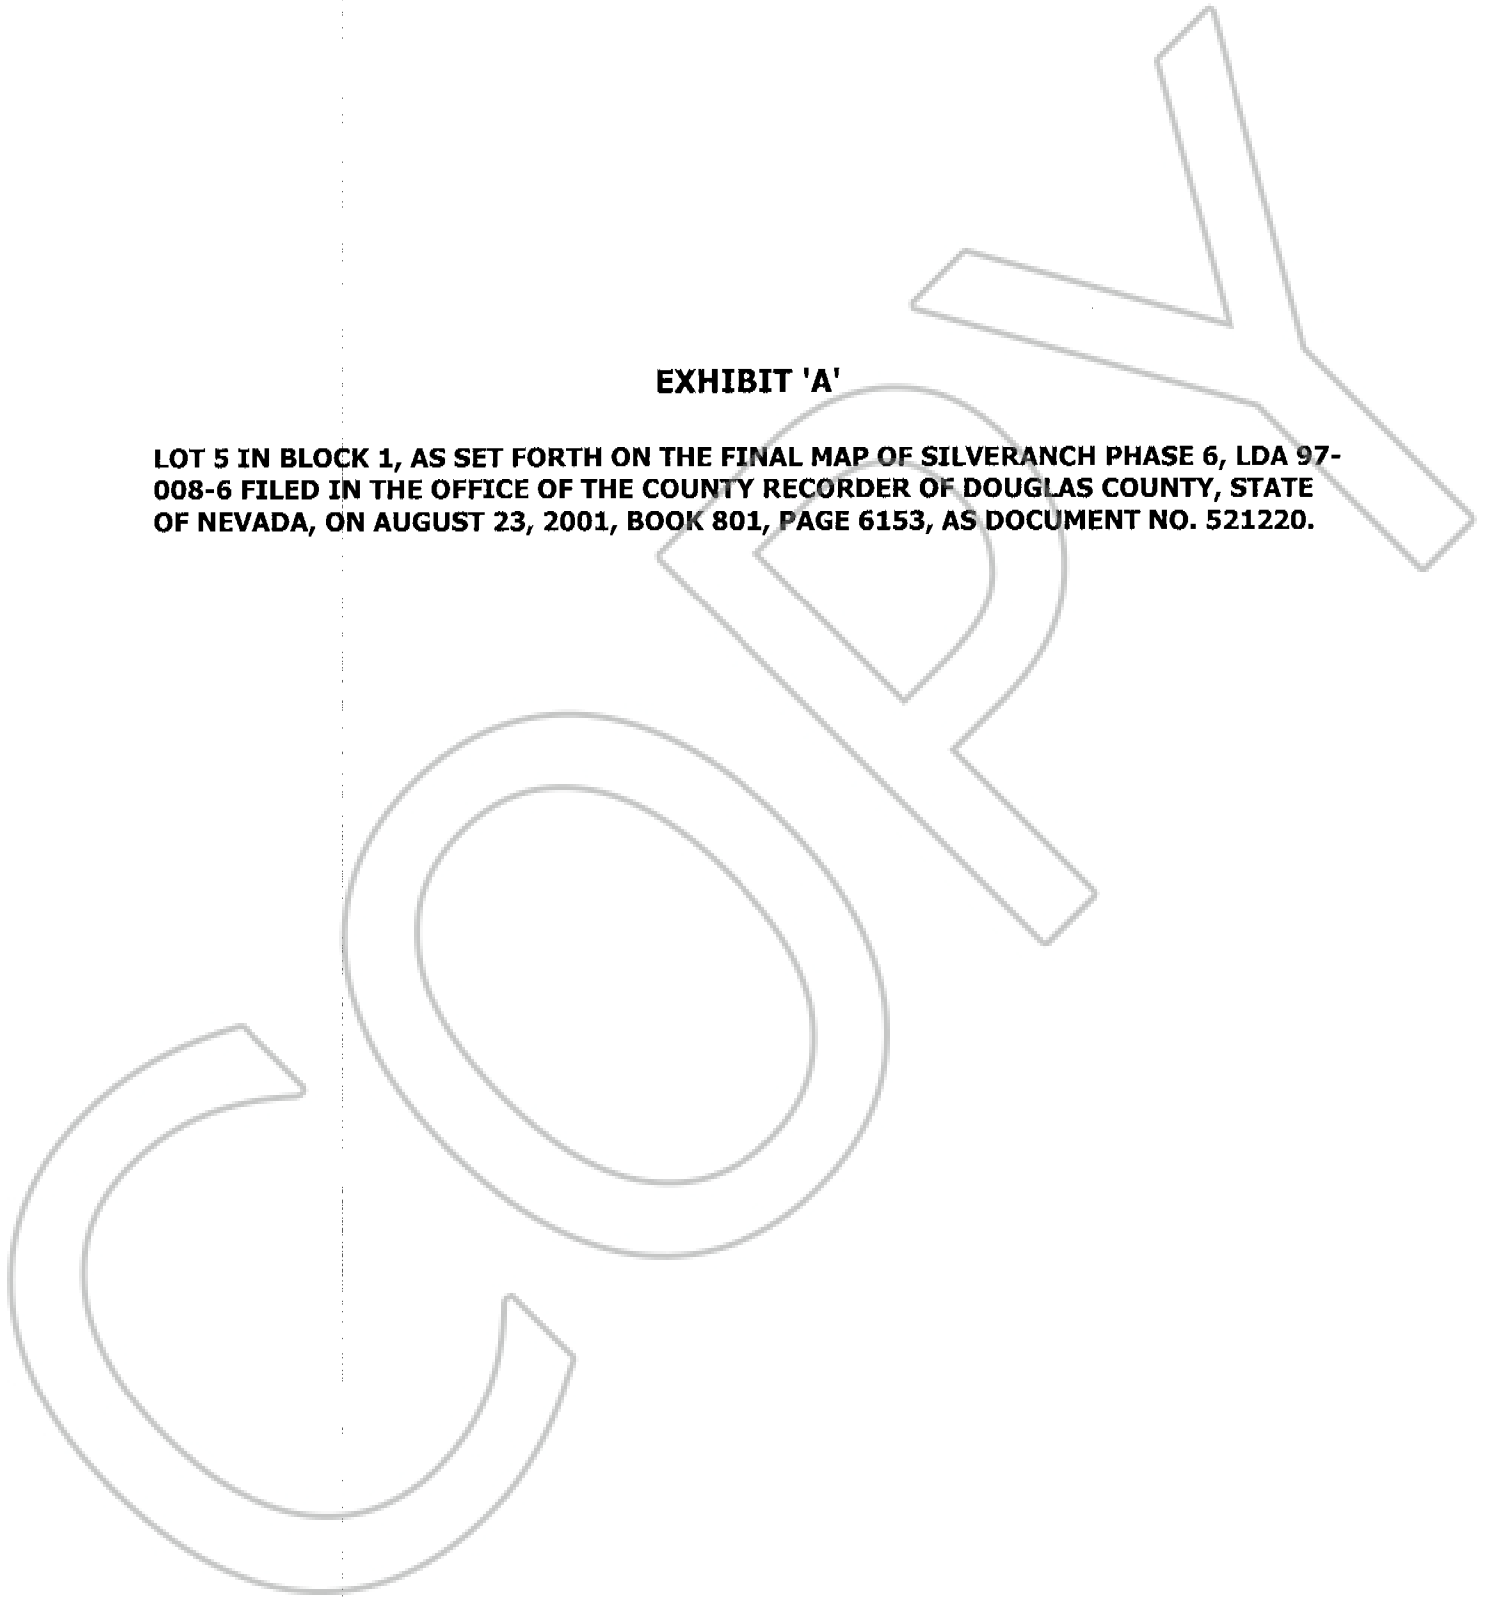 EXHIBIT 'A'
LOT 5 IN BLOCK 1, AS SET FORTH ON THE FINAL MAP OF SILVERANCH PHASE 6, LDA 97-
008-6 FILED IN THE OFFICE OF THE COUNTY RECORDER OF DOUGLAS COUNTY, STATE
OF NEVADA, ON AUGUST 23, 2001, BOOK 801, PAGE 6153, AS DOCUMENT NO. 521220.
COPY